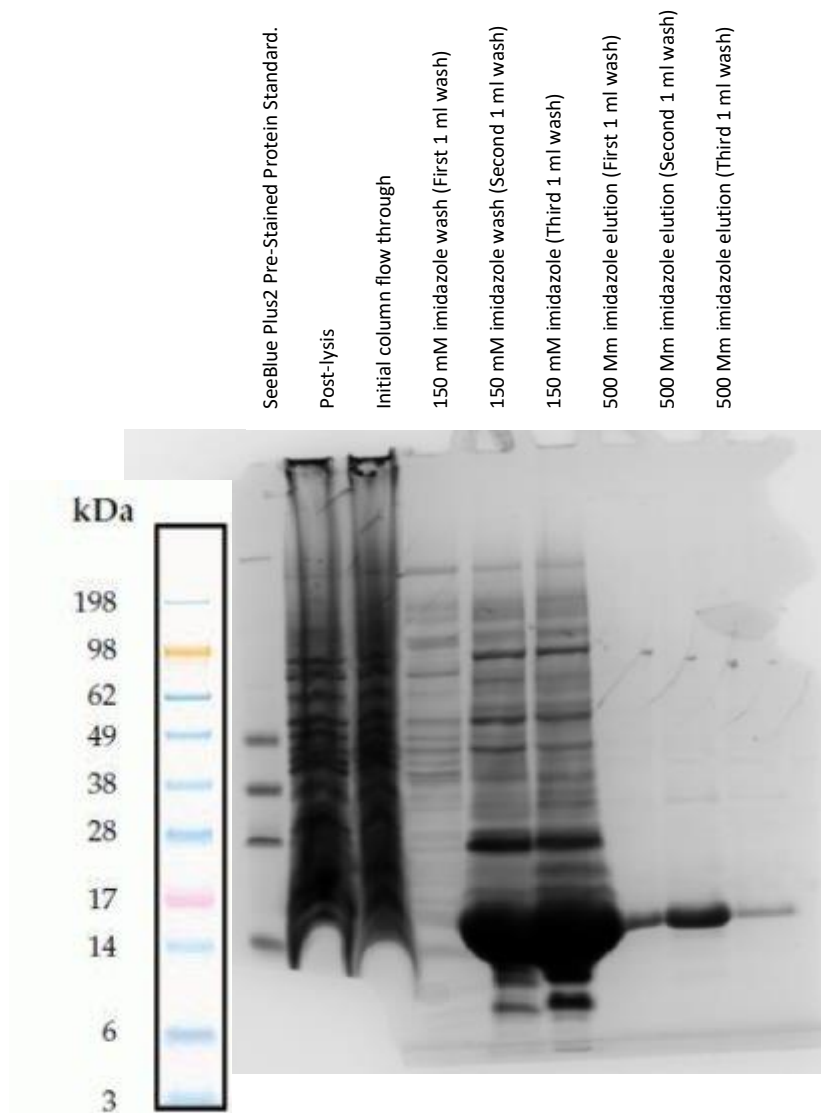 SeeBlue Plus2 Pre-Stained Protein Standard.
Post-lysis
Initial column flow through
150 mM imidazole wash (First 1 ml wash)
150 mM imidazole wash (Second 1 ml wash)
150 mM imidazole (Third 1 ml wash)
500 Mm imidazole elution (First 1 ml wash)
500 Mm imidazole elution (Second 1 ml wash)
500 Mm imidazole elution (Third 1 ml wash)
kDa
198
98
62
49
38
28
17
14
6
3